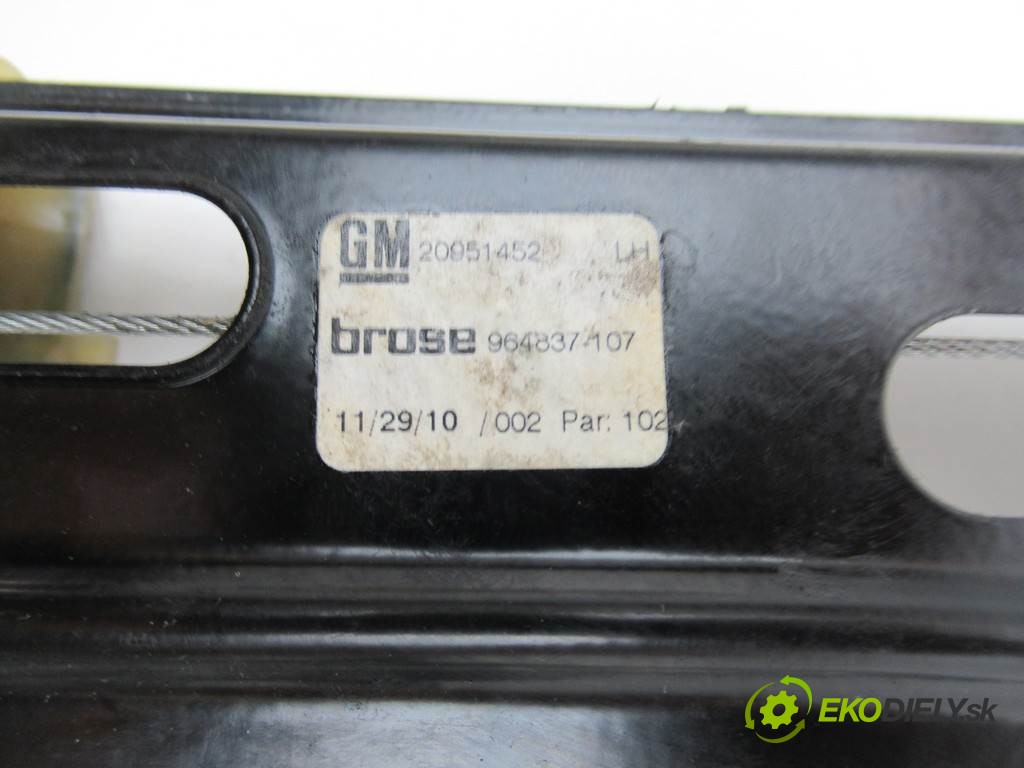 GM 20951452 LH
brose 964837-107
11/29/10 /002 Par: 102
EKODIELY.sk